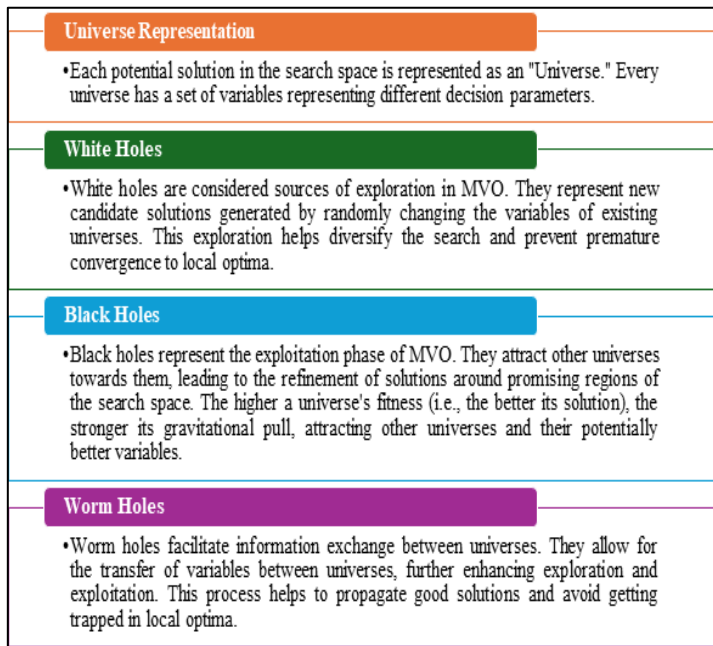 Universe Representation
•Each potential solution in the search space is represented as an "Universe." Every
universe has a set of variables representing different decision parameters.
White Holes
•White holes are considered sources of exploration in MVO. They represent new
candidate solutions generated by randomly changing the variables of existing
universes. This exploration helps diversify the search and prevent premature
convergence to local optima.
Black Holes
•Black holes represent the exploitation phase of MVO. They attract other universes
towards them, leading to the refinement of solutions around promising regions of
the search space. The higher a universe's fitness (i.e., the better its solution), the
stronger its gravitational pull, attracting other universes and their potentially
better variables.
Worm Holes
•Worm holes facilitate information exchange between universes. They allow for
the transfer of variables between universes, further enhancing exploration and
exploitation. This process helps to propagate good solutions and avoid getting
trapped in local optima.